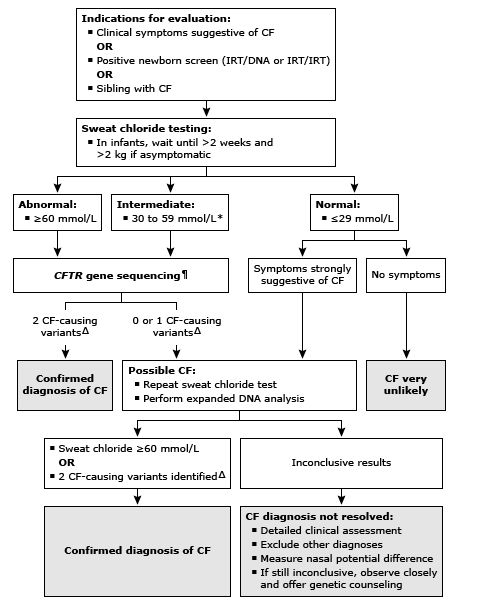 Indications for evaluation:
▪ Clinical symptoms suggestive of CF
OR
▪ Positive newborn screen (IRT/DNA or IRT/IRT)
OR
▪ Sibling with CF
Sweat chloride testing:
▪ In infants, wait until >2 weeks and
>2 kg if asymptomatic
Abnormal:
▪ ≥60 mmol/L
Intermediate:
▪ 30 to 59 mmol/L*
Normal:
▪ ≤29 mmol/L
CFTR gene sequencing¶
Symptoms strongly
suggestive of CF
No symptoms
2 CF-causing
variantsΔ
0 or 1 CF-causing
variantsΔ
Confirmed
diagnosis of CF
Possible CF:
▪ Repeat sweat chloride test
▪ Perform expanded DNA analysis
CF very
unlikely
▪ Sweat chloride ≥60 mmol/L
OR
▪ 2 CF-causing variants identifiedΔ
Inconclusive results
Confirmed diagnosis of CF
CF diagnosis not resolved:
▪ Detailed clinical assessment
▪ Exclude other diagnoses
▪ Measure nasal potential difference
▪ If still inconclusive, observe closely
and offer genetic counseling